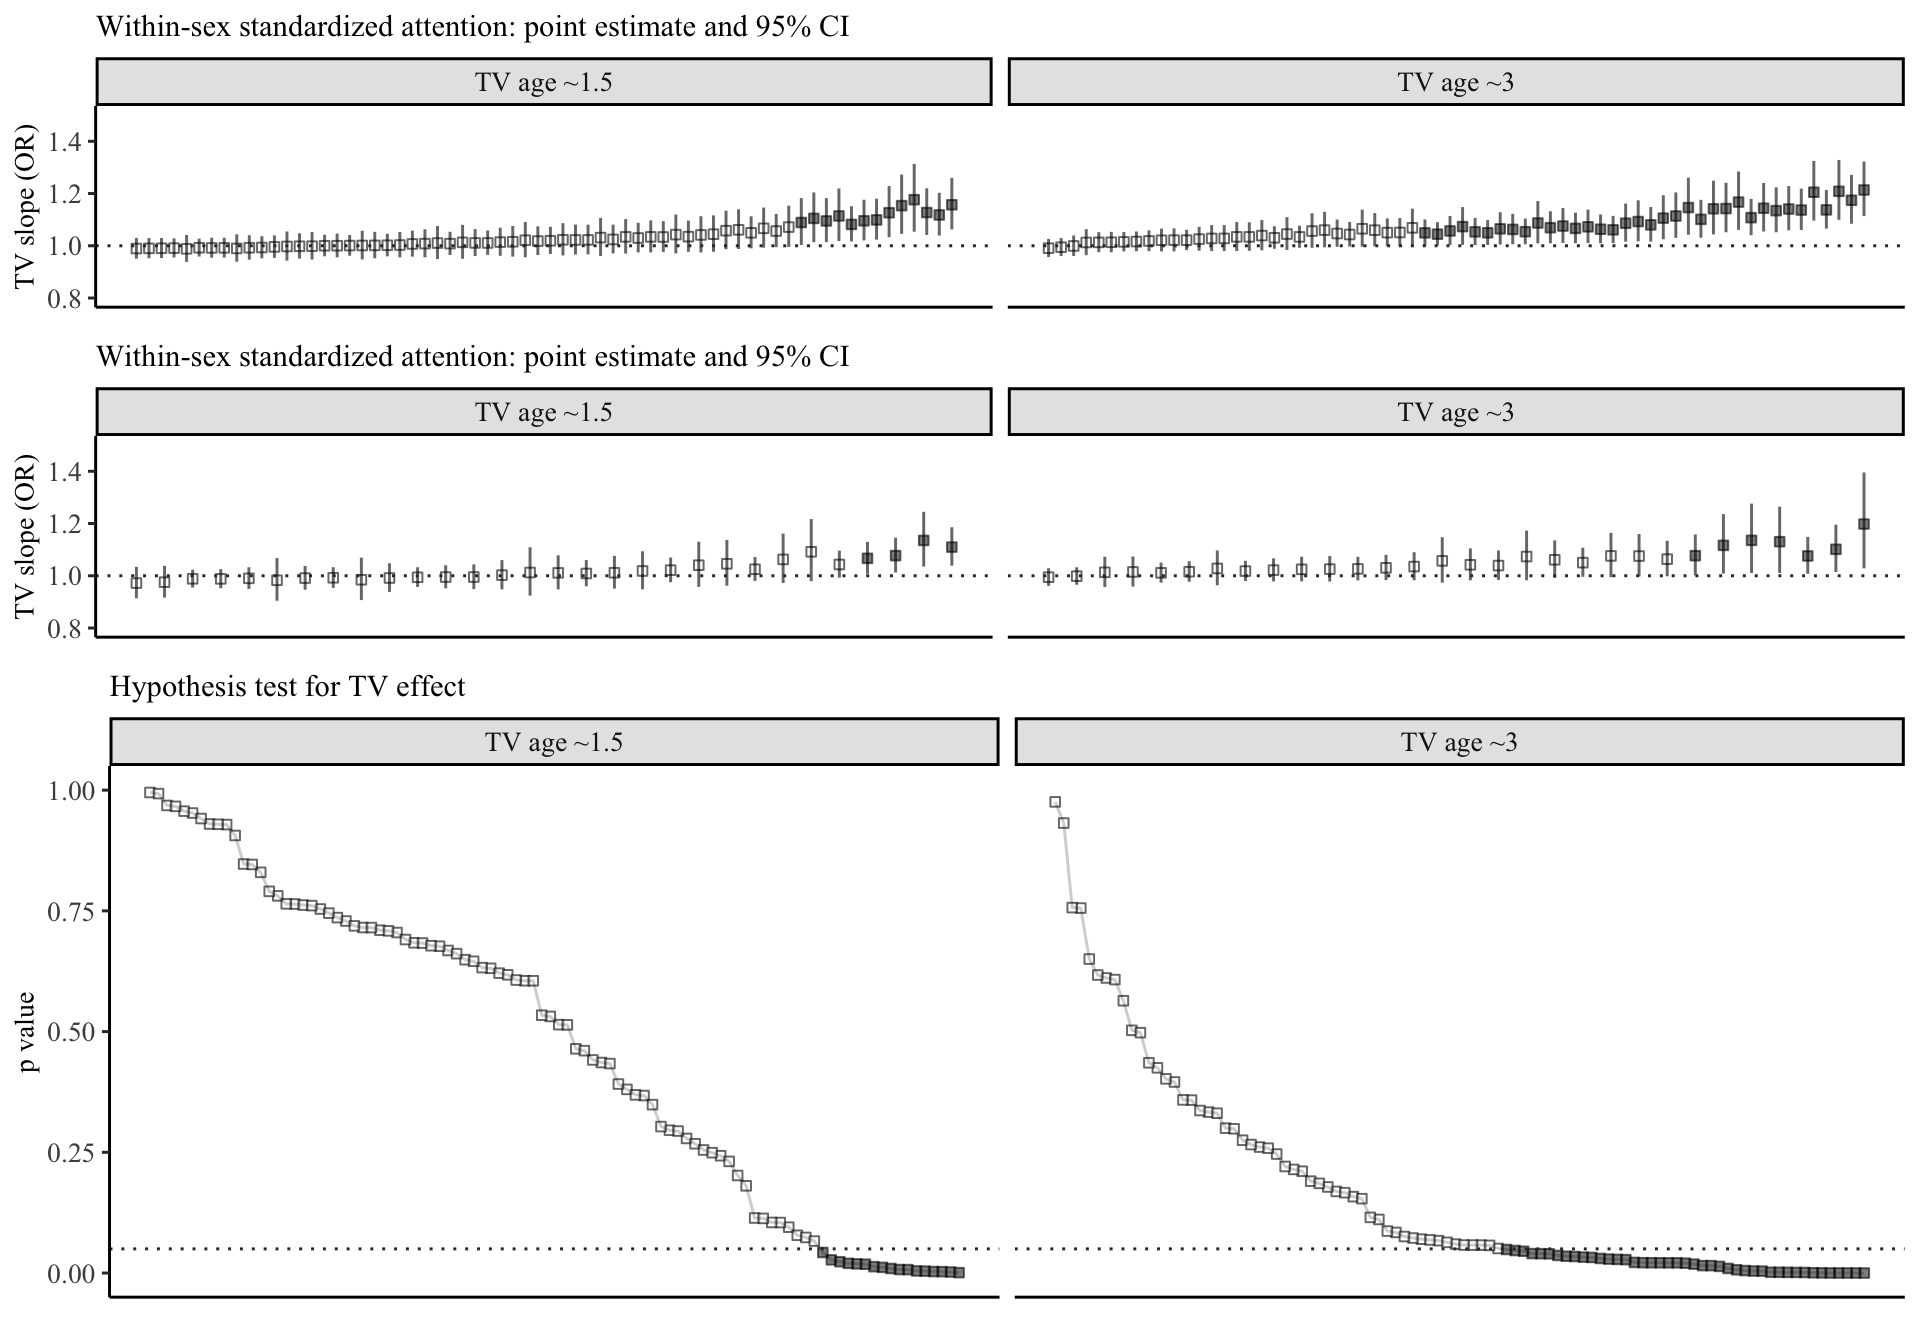 Within-sex standardized attention: point estimate and 95% CI
TV age ~1.5
TV age ~3
TV slope (OR)
1.4
1.2
1.0
0.8
Within-sex standardized attention: point estimate and 95% CI
TV age ~1.5
TV age ~3
TV slope (OR)
1.4
1.2
1.0
0.8
Hypothesis test for TV effect
TV age ~1.5
TV age ~3
p value
1.00
0.75
0.50
0.25
0.00